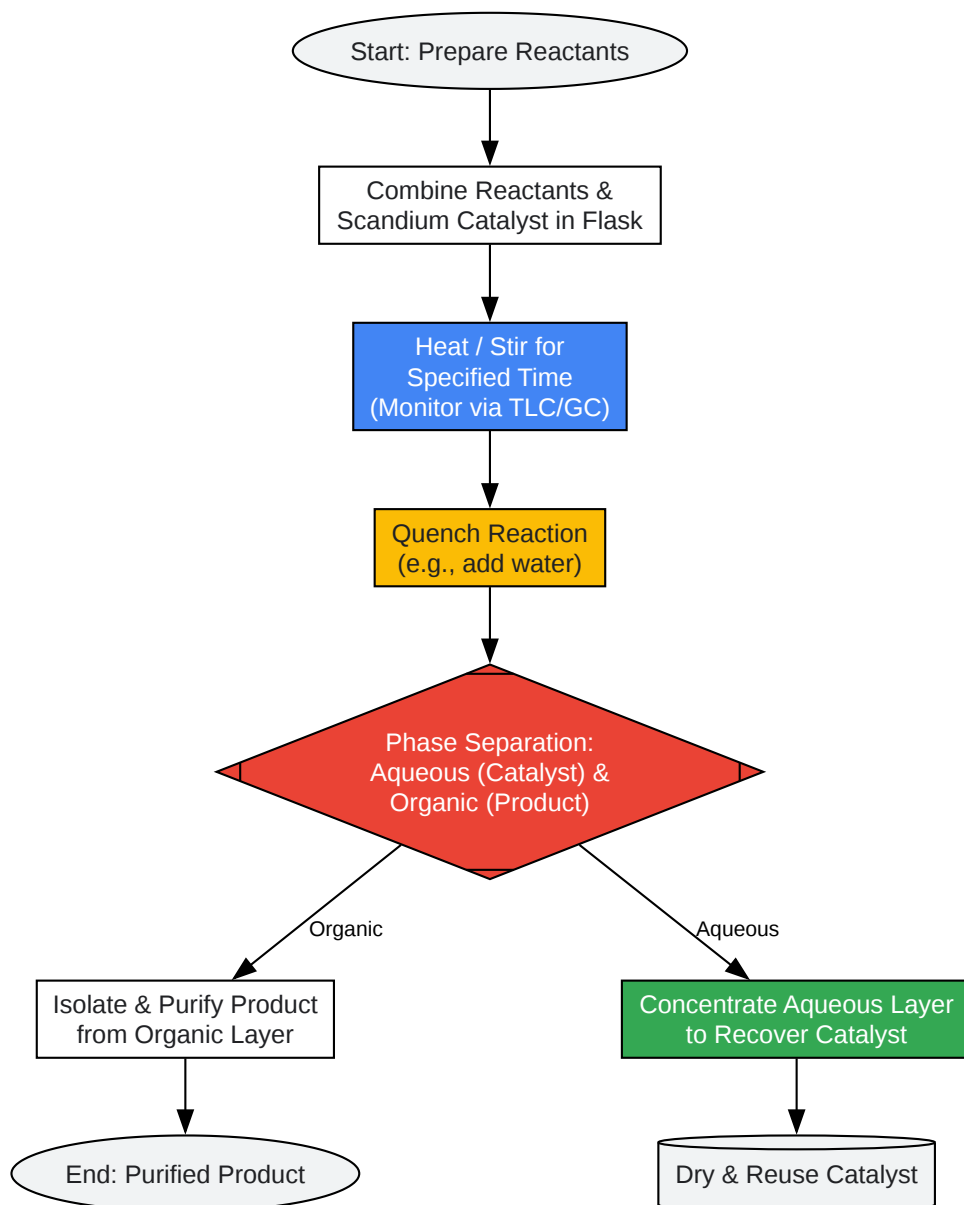 Start: Prepare Reactants
Combine Reactants &
Scandium Catalyst in Flask
Heat / Stir for
Specified Time
(Monitor via TLC/GC)
Quench Reaction
(e.g., add water)
Phase Separation:
Aqueous (Catalyst) &
Organic (Product)
Organic
Aqueous
Isolate & Purify Product
from Organic Layer
Concentrate Aqueous Layer
to Recover Catalyst
End: Purified Product
Dry & Reuse Catalyst